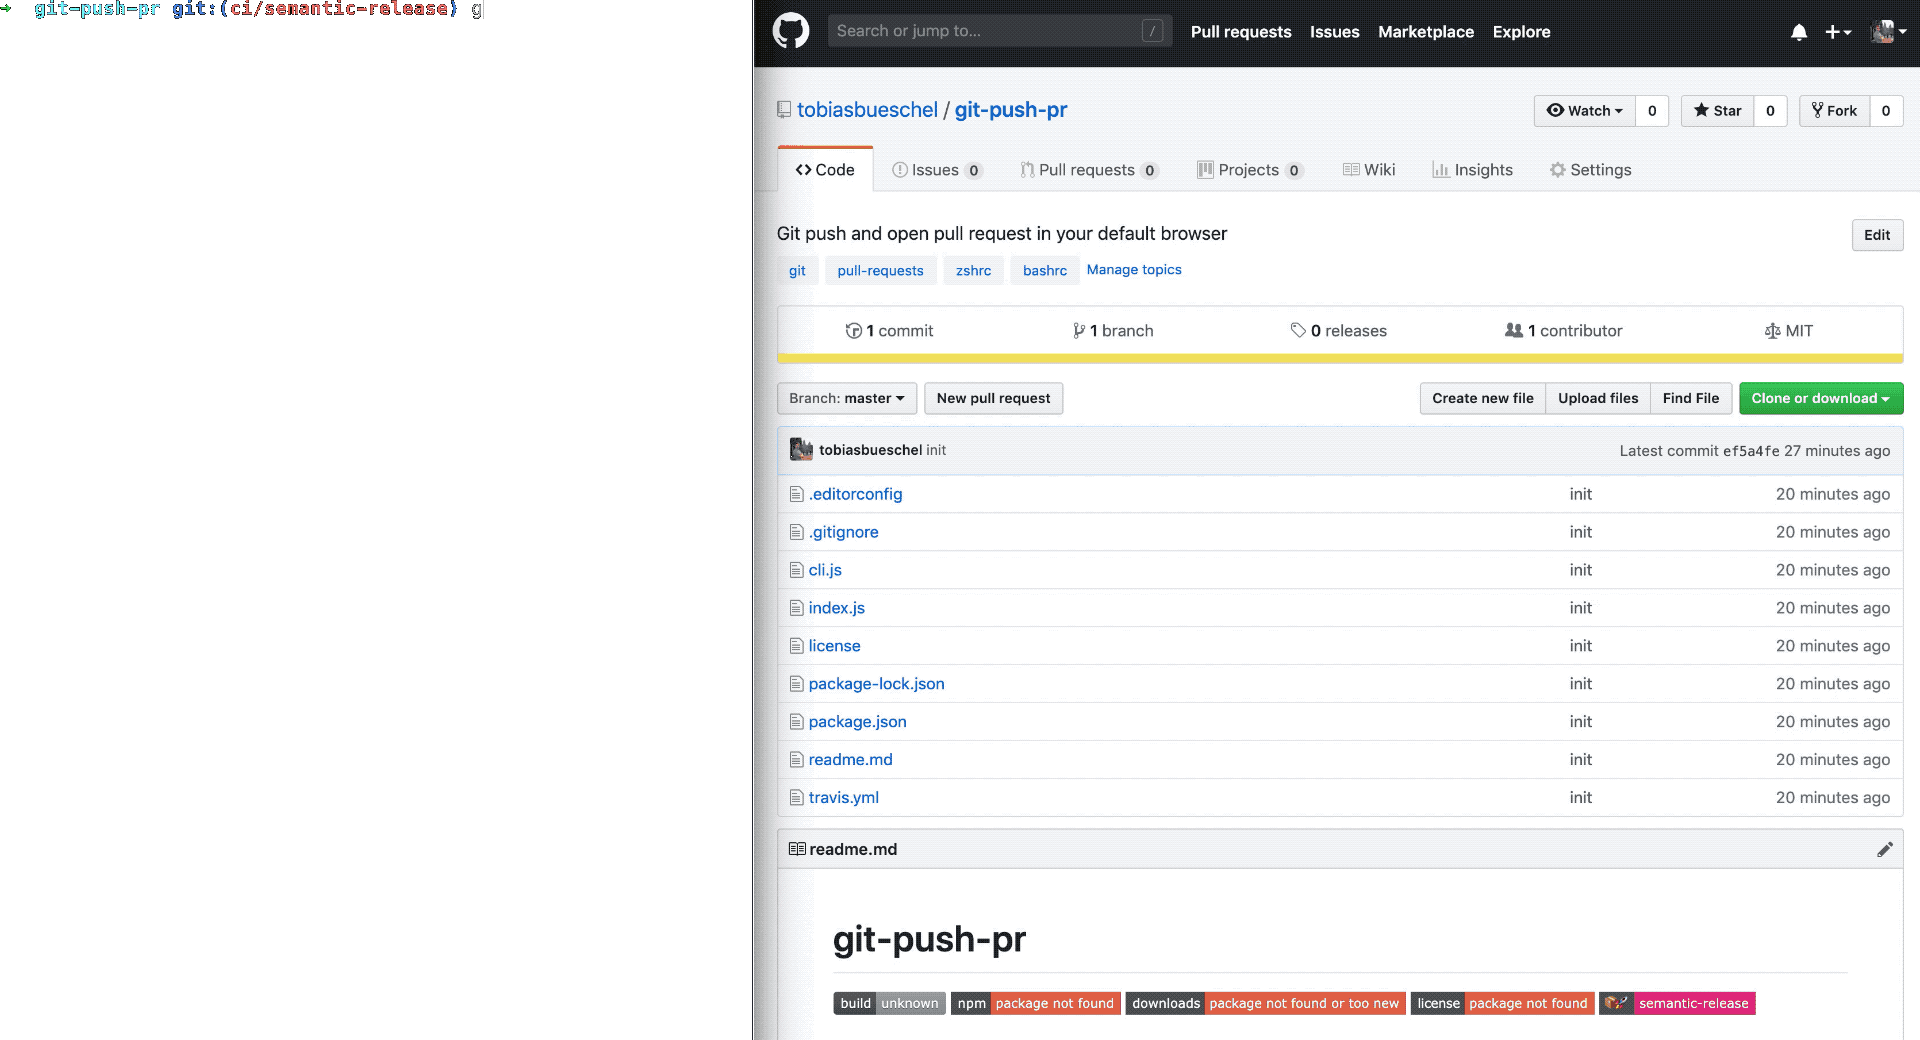 → git-push-pr git:(ci/semantic-release) g
Search or jump to... /
Pull requests Issues Marketplace Explore
tobiasbueschel / git-push-pr
Watch 0 Star 0 Fork 0
Code Issues 0 Pull requests 0 Projects 0 Wiki Insights Settings
Git push and open pull request in your default browser
Edit
git pull-requests zshrc bashrc Manage topics
1 commit 1 branch 0 releases 1 contributor MIT
Branch: master New pull request Create new file Upload files Find File Clone or download
tobiasbueschel init Latest commit ef5a4fe 27 minutes ago
.editorconfig init 20 minutes ago
.gitignore init 20 minutes ago
cli.js init 20 minutes ago
index.js init 20 minutes ago
license init 20 minutes ago
package-lock.json init 20 minutes ago
package.json init 20 minutes ago
readme.md init 20 minutes ago
travis.yml init 20 minutes ago
readme.md
git-push-pr
build unknown npm package not found downloads package not found or too new license package not found semantic-release